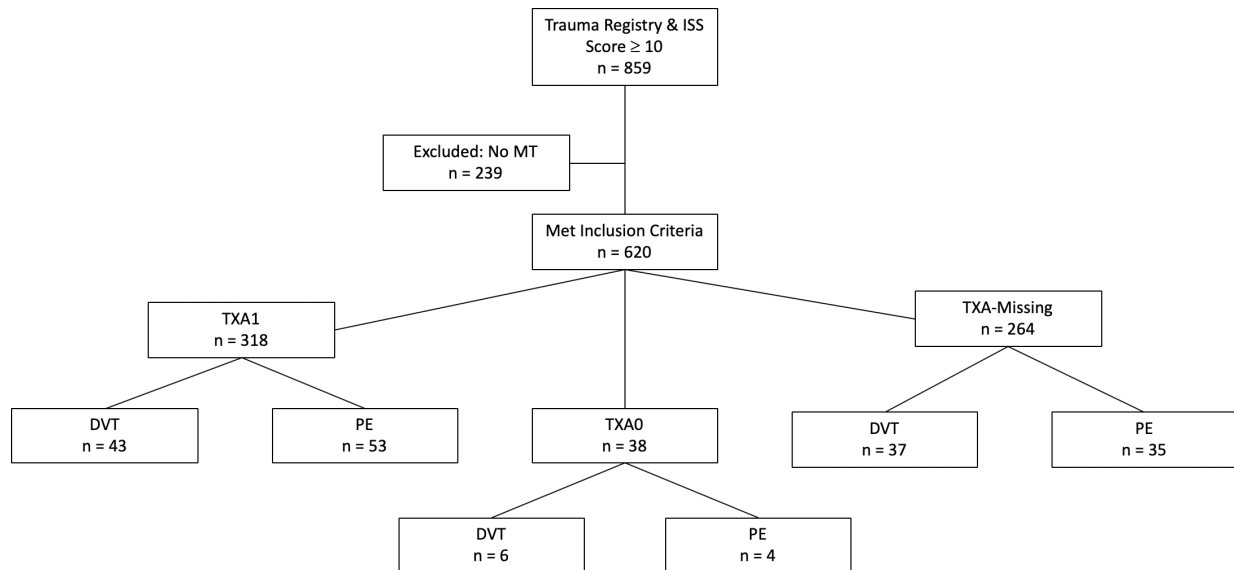 Trauma Registry & ISS
Score ≥ 10
n = 859
Excluded: No MT
n = 239
Met Inclusion Criteria
n = 620
TXA1
n = 318
TXA-Missing
n = 264
DVT
n = 43
PE
n = 53
TXA0
n = 38
DVT
n = 37
PE
n = 35
DVT
n = 6
PE
n = 4